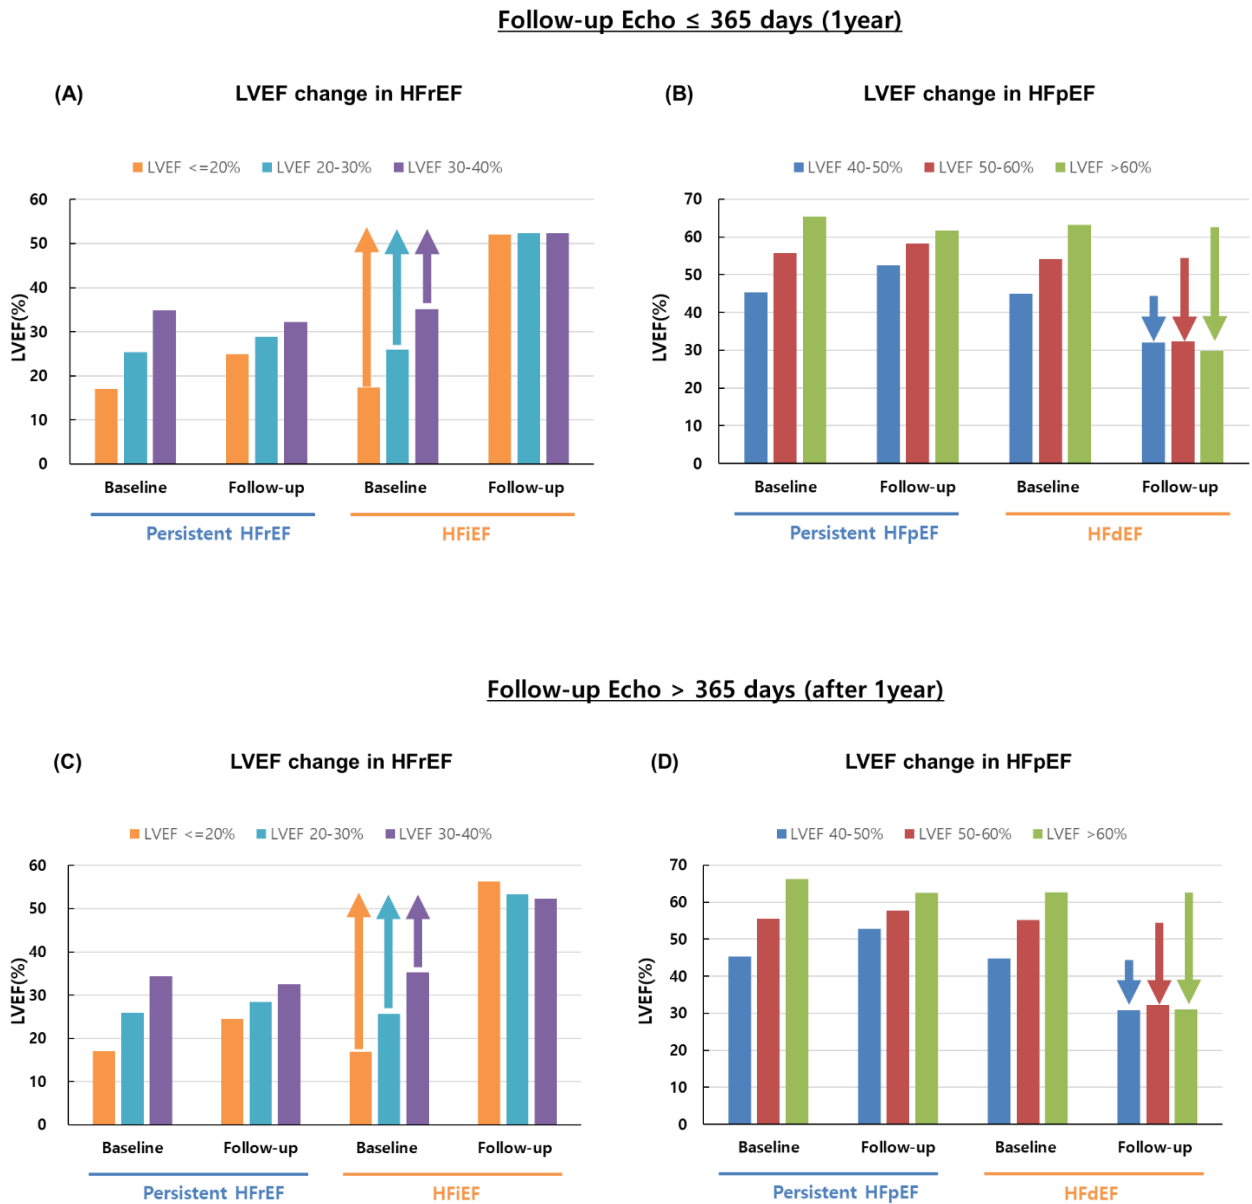 Follow-up Echo ≤ 365 days (1year)
(A) LVEF change in HFrEF
LVEF <=20% LVEF 20-30% LVEF 30-40%
LVEF(%)
60
50
40
30
20
10
0
Baseline Follow-up Baseline Follow-up
Persistent HFrEF HFiEF
(B) LVEF change in HFpEF
LVEF 40-50% LVEF 50-60% LVEF >60%
LVEF(%)
70
60
50
40
30
20
10
0
Baseline Follow-up Baseline Follow-up
Persistent HFpEF HFdEF
Follow-up Echo > 365 days (after 1year)
(C) LVEF change in HFrEF
LVEF <=20% LVEF 20-30% LVEF 30-40%
LVEF(%)
60
50
40
30
20
10
0
Baseline Follow-up Baseline Follow-up
Persistent HFrEF HFiEF
(D) LVEF change in HFpEF
LVEF 40-50% LVEF 50-60% LVEF >60%
LVEF(%)
70
60
50
40
30
20
10
0
Baseline Follow-up Baseline Follow-up
Persistent HFpEF HFdEF